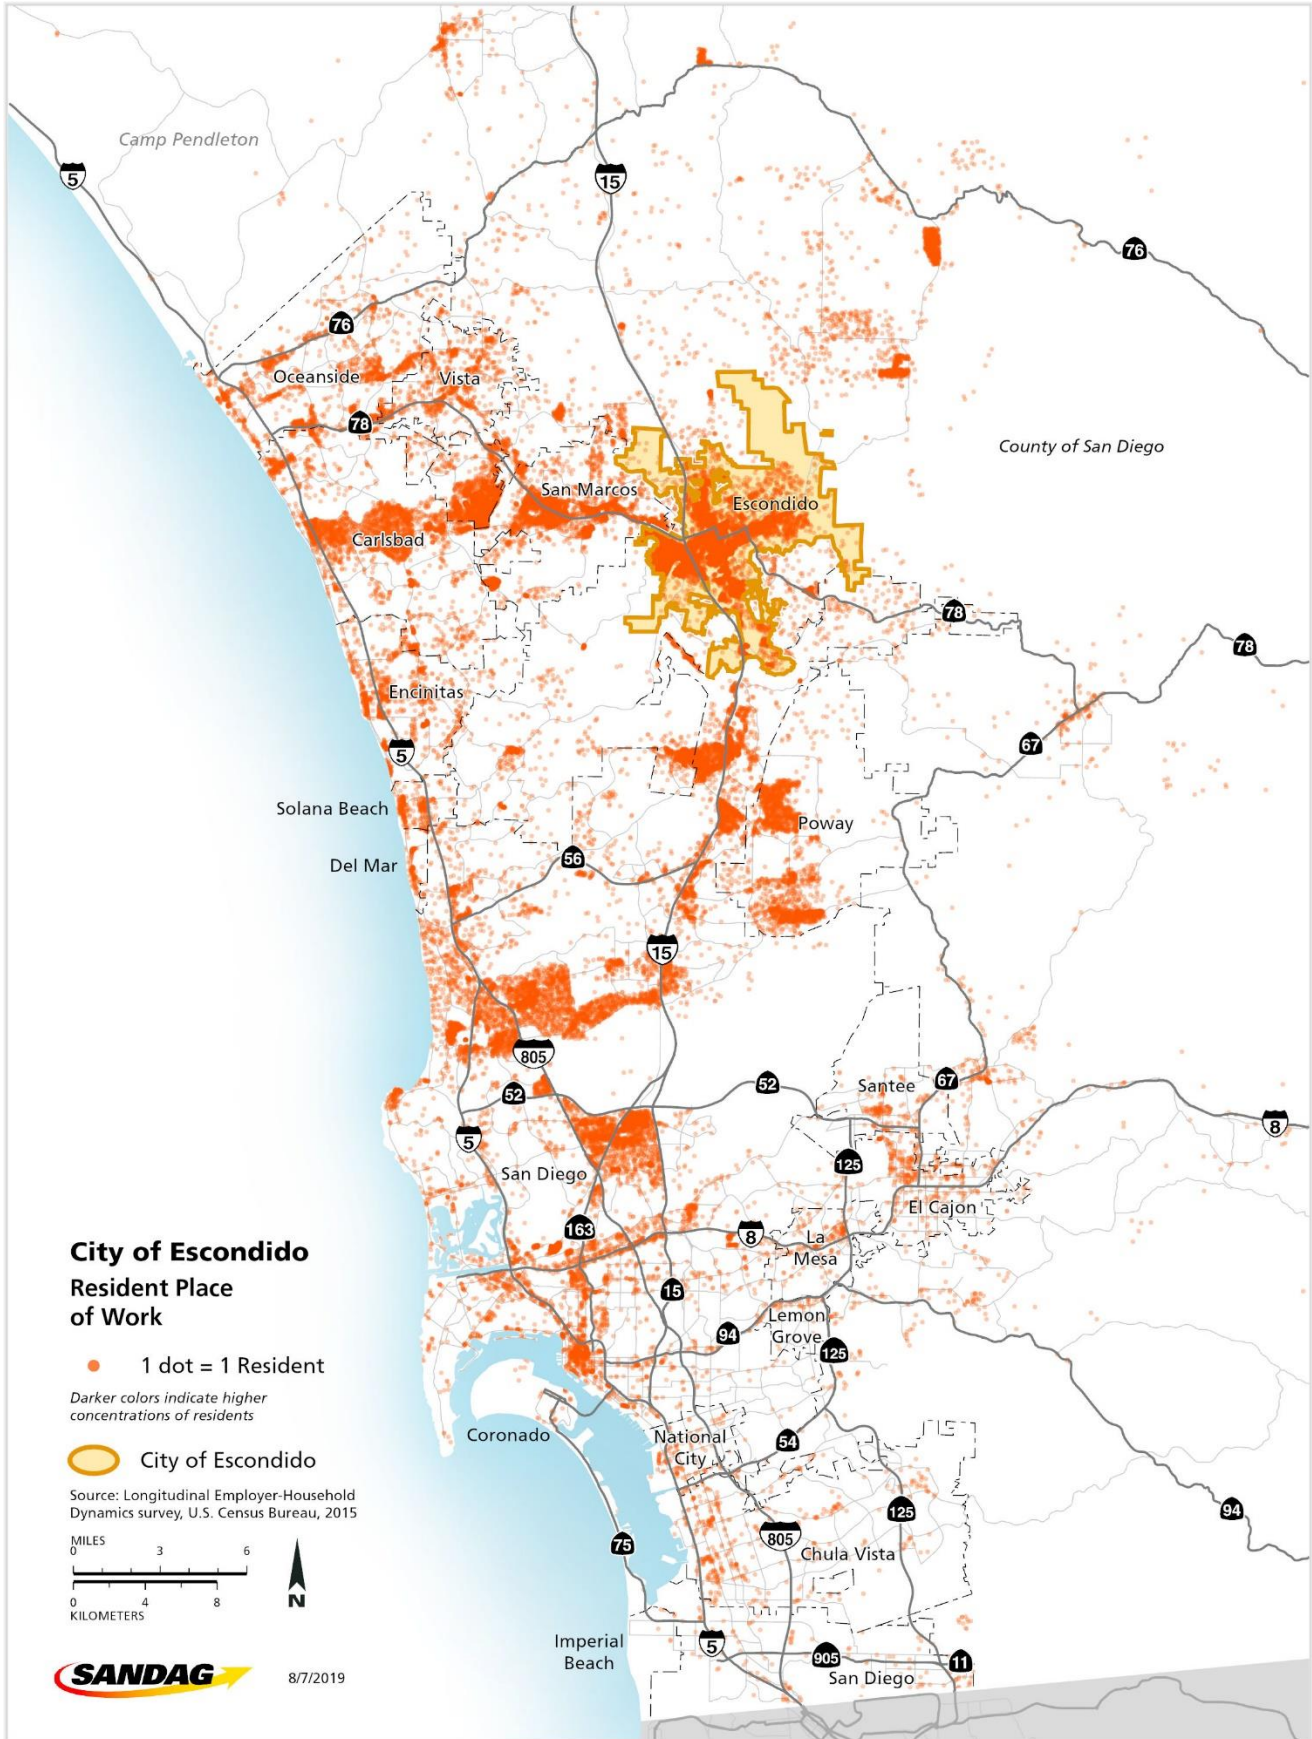 Camp Pendleton
5
15
76
76
Oceanside
Vista
78
County of San Diego
San Marcos
Escondido
Carlsbad
78
78
Encinitas
67
5
Solana Beach
Poway
Del Mar
56
15
805
52
52
Santee
67
8
5
125
San Diego
El Cajon
163
8
La
Mesa
15
94
Lemon
Grove
125
Coronado
National
City
54
125
94
75
805
Chula Vista
Imperial
Beach
5
905
11
San Diego
City of Escondido
Resident Place
of Work
1 dot = 1 Resident
Darker colors indicate higher
concentrations of residents
City of Escondido
Source: Longitudinal Employer-Household
Dynamics survey, U.S. Census Bureau, 2015
MILES
0 3 6
0 4 8
KILOMETERS
N
SANDAG
8/7/2019